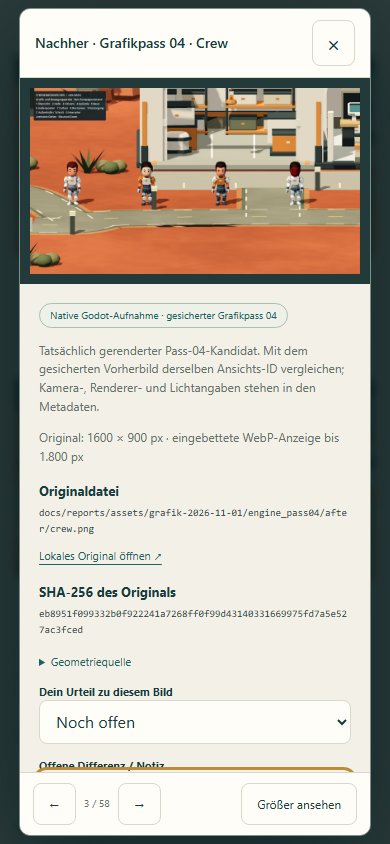 Nachher · Grafikpass 04 · Crew
×
Native Godot-Aufnahme · gesicherter Grafikpass 04
Tatsächlich gerenderter Pass-04-Kandidat. Mit dem
gesicherten Vorherbild derselben Ansichts-ID vergleichen;
Kamera-, Renderer- und Lichtangaben stehen in den
Metadaten.
Original: 1600 × 900 px · eingebettete WebP-Anzeige bis
1.800 px
Originaldatei
docs/reports/assets/grafik-2026-11-01/engine_pass04/afte
r/crew.png
Lokales Original öffnen ↗
SHA-256 des Originals
eb8951f099332b0f922241a7268ff0f99d43140331669975fd7a5e52
7ac3fced
▶ Geometriequelle
Dein Urteil zu diesem Bild
Noch offen
Offene Differenz / Notiz
←
3 / 58
→
Größer ansehen